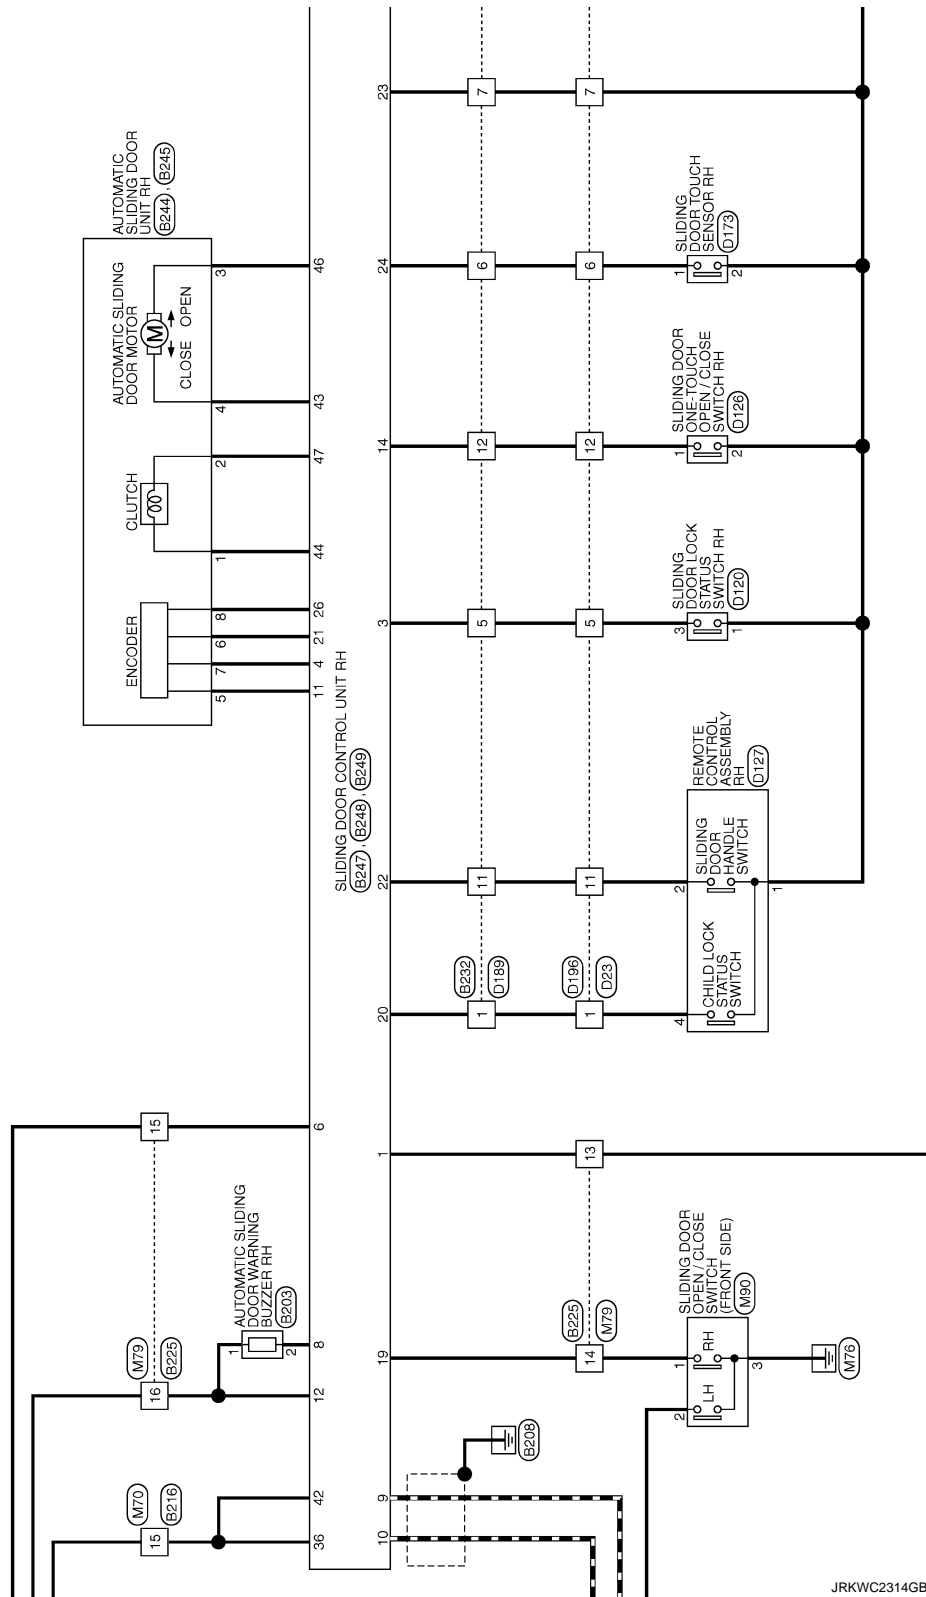 AUTOMATIC
SLIDING DOOR
UNIT RH
B244 , B245
AUTOMATIC SLIDING
DOOR MOTOR
M
CLOSE OPEN
CLUTCH
ENCODER
5 7 6 8 1 2 4 3
11 4 21 26 44 47 43 46
SLIDING DOOR CONTROL UNIT RH
B247 , B248 , B249
15
M79
B225
16
M70
B216
15
AUTOMATIC SLIDING
DOOR WARNING
BUZZER RH
B203
1
2
36 42 12 8 6
10 9 19 1 20 22 3 14 24 23
B208
B232
D189
1 11 5 12 6 7
D196
D23
1 11 5 12 6 7
13
B225
M79
14
SLIDING DOOR
OPEN / CLOSE
SWITCH
(FRONT SIDE)
M90
2 1
LH RH
3
M76
REMOTE
CONTROL
ASSEMBLY
RH
D127
4 2
CHILD LOCK
STATUS
SWITCH
SLIDING
DOOR
HANDLE
SWITCH
1
SLIDING
DOOR LOCK
STATUS
SWITCH RH
D120
3
1
SLIDING DOOR
ONE-TOUCH
OPEN / CLOSE
SWITCH RH
D126
1
2
SLIDING
DOOR TOUCH
SENSOR RH
D173
1
2
JRKWC2314GB